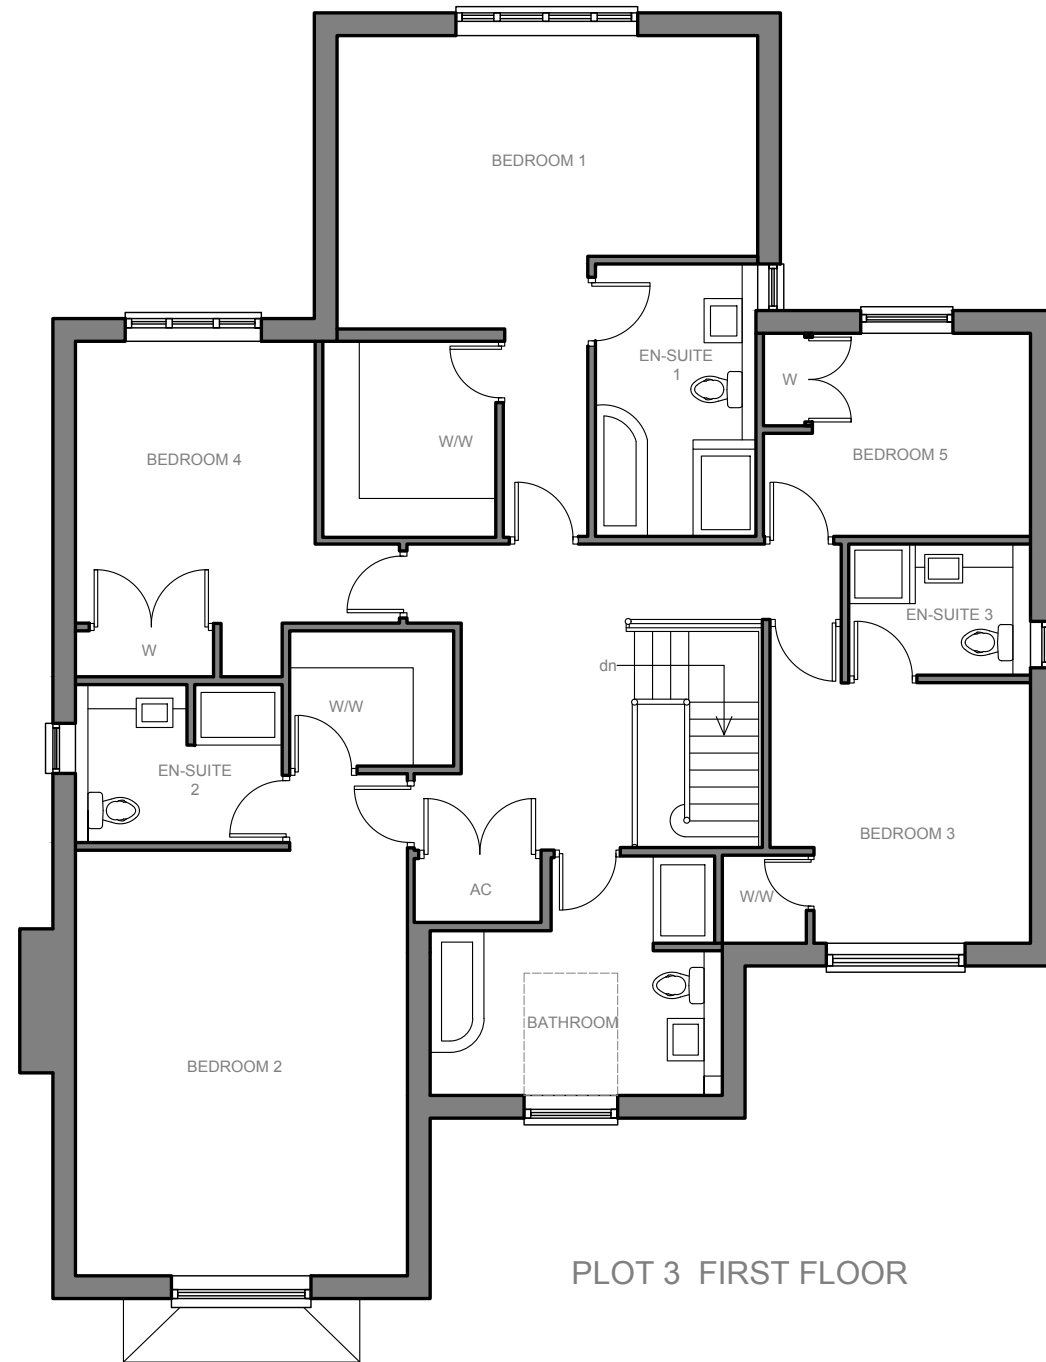 BEDROOM 1
EN-SUITE
1
W
W/W
BEDROOM 4
BEDROOM 5
EN-SUITE 3
W
dn
W/W
EN-SUITE
2
BEDROOM 3
AC
W/W
BATHROOM
BEDROOM 2
PLOT 3 FIRST FLOOR